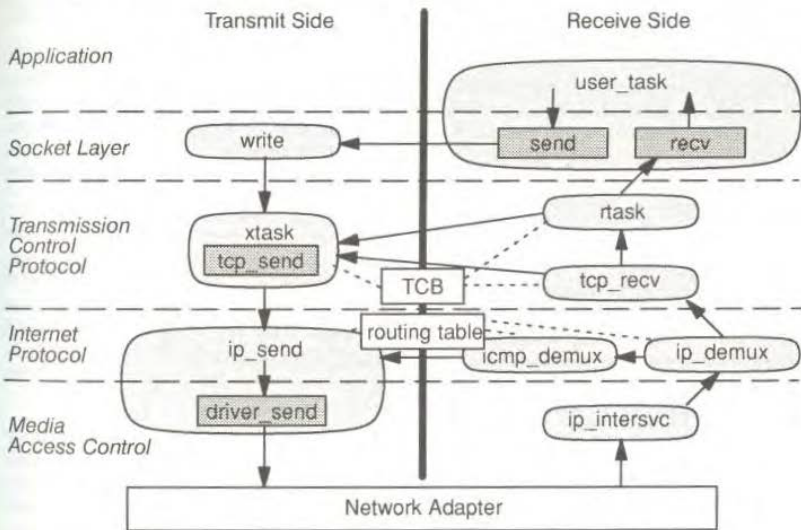 Transmit Side
Receive Side
Application
user_task
Socket Layer
write
send
recv
Transmission
Control
Protocol
xtask
tcp_send
rtask
TCB
tcp_recv
Internet
Protocol
ip_send
routing table
icmp_demux
ip_demux
driver_send
Media
Access Control
ip_intersvc
Network Adapter